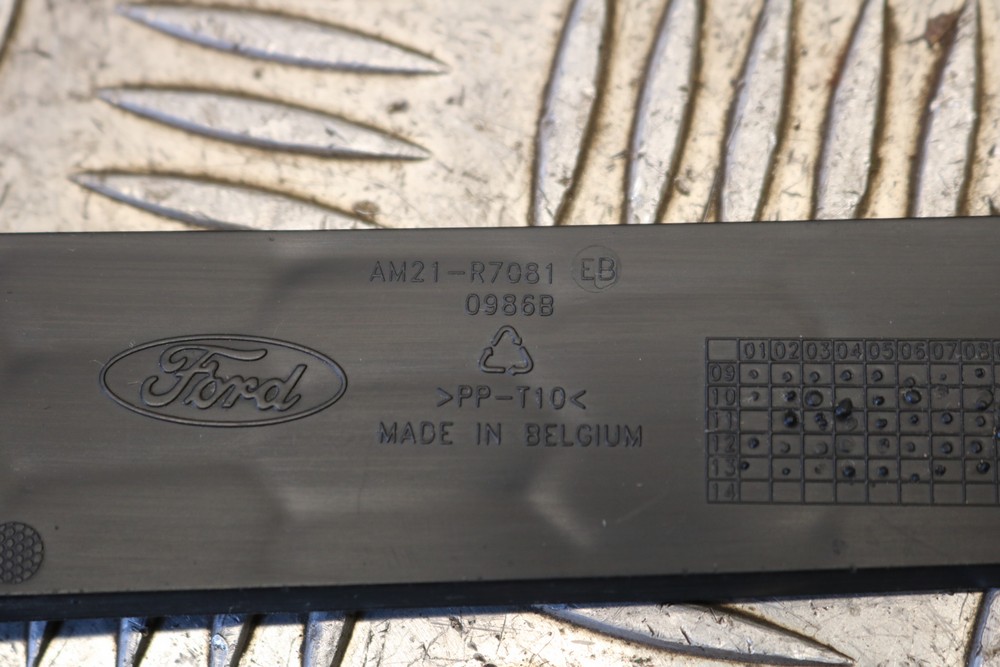 AM21-R7081 EB
0986B
Ford
>PP-T10<
MADE IN BELGIUM
01 02 03 04 05 06 07 08
09
10
11
12
13
14